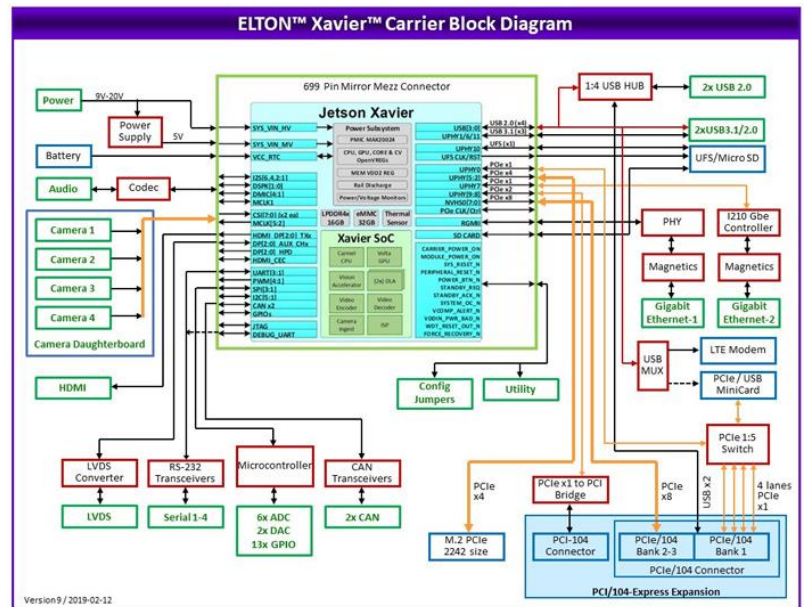 ELTON™ Xavier™ Carrier Block Diagram
699 Pin Mirror Mezz Connector
Jetson Xavier
Power
9V-20V
Power
Supply
5V
Battery
Audio
Codec
Camera 1
Camera 2
Camera 3
Camera 4
Camera Daughterboard
HDMI
SYS_VIN_HV
SYS_VIN_MV
VCC_RTC
I2S(6,4,2:1)
DSPK[1:0]
DMIC(4:1)
MCLK1
CSI(7:0) (x2 ea)
MCLK[5:2]
HDMI_DP[2:0]_TXx
DP[2:0]_AUX_CHx
DP[2:0]_HPD
HDMI_CEC
UART(3:1)
PWM(4:1)
SPI(3:1)
I2C(5:1)
CAN x2
GPIOs
JTAG
DEBUG_UART
Power Subsystem
PMIC MAX20024
CPU, GPU, CORE & CV
OpenVREGs
MEM VDD2 REG
Rail Discharge
Power/Voltage Monitors
LPDDR4x
16GB
eMMC
32GB
Thermal
Sensor
Xavier SoC
Carmel
CPU
Volta
GPU
Vision
Accelerator
(2x) DLA
Video
Encoder
Video
Decoder
Camera
Ingest
ISP
USB[3:0]
UPHY1/6/11
UPHY10
UFS CLK/RST
UPHY0
UPHY(5:2)
UPHY7
UPHY(9:8)
NVHS0(7:0)
PCIe CLK/Ctrl
RGMII
SD CARD
CARRIER_POWER_ON
MODULE_POWER_ON
SYS_RESET_N
PERIPHERAL_RESET_N
POWER_BTN_N
STANDBY_REQ
STANDBY_ACK_N
SYSTEM_OC_N
VCOMP_ALERT_N
VDDIN_PWR_BAD_N
WDT_RESET_OUT_N
FORCE_RECOVERY_N
USB 2.0 (x4)
USB 3.1 (x3)
UFS (x1)
PCIe x1
PCIe x4
PCIe x1
PCIe x2
PCIe x8
1:4 USB HUB
2x USB 2.0
2xUSB3.1/2.0
UFS/Micro SD
PHY
I210 Gbe
Controller
Magnetics
Magnetics
Gigabit
Ethernet-1
Gigabit
Ethernet-2
USB
MUX
LTE Modem
PCIe / USB
MiniCard
Config
Jumpers
Utility
PCIe 1:5
Switch
LVDS
Converter
RS-232
Transceivers
Microcontroller
CAN
Transceivers
LVDS
Serial 1-4
6x ADC
2x DAC
13x GPIO
2x CAN
PCIe
x4
PCIe x1 to PCI
Bridge
PCIe
x8
USB x2
4 lanes
PCIe
x1
M.2 PCIe
2242 size
PCI-104
Connector
PCIe/104
Bank 2-3
PCIe/104
Bank 1
PCIe/104 Connector
PCI/104-Express Expansion
Version 9 / 2019-02-12